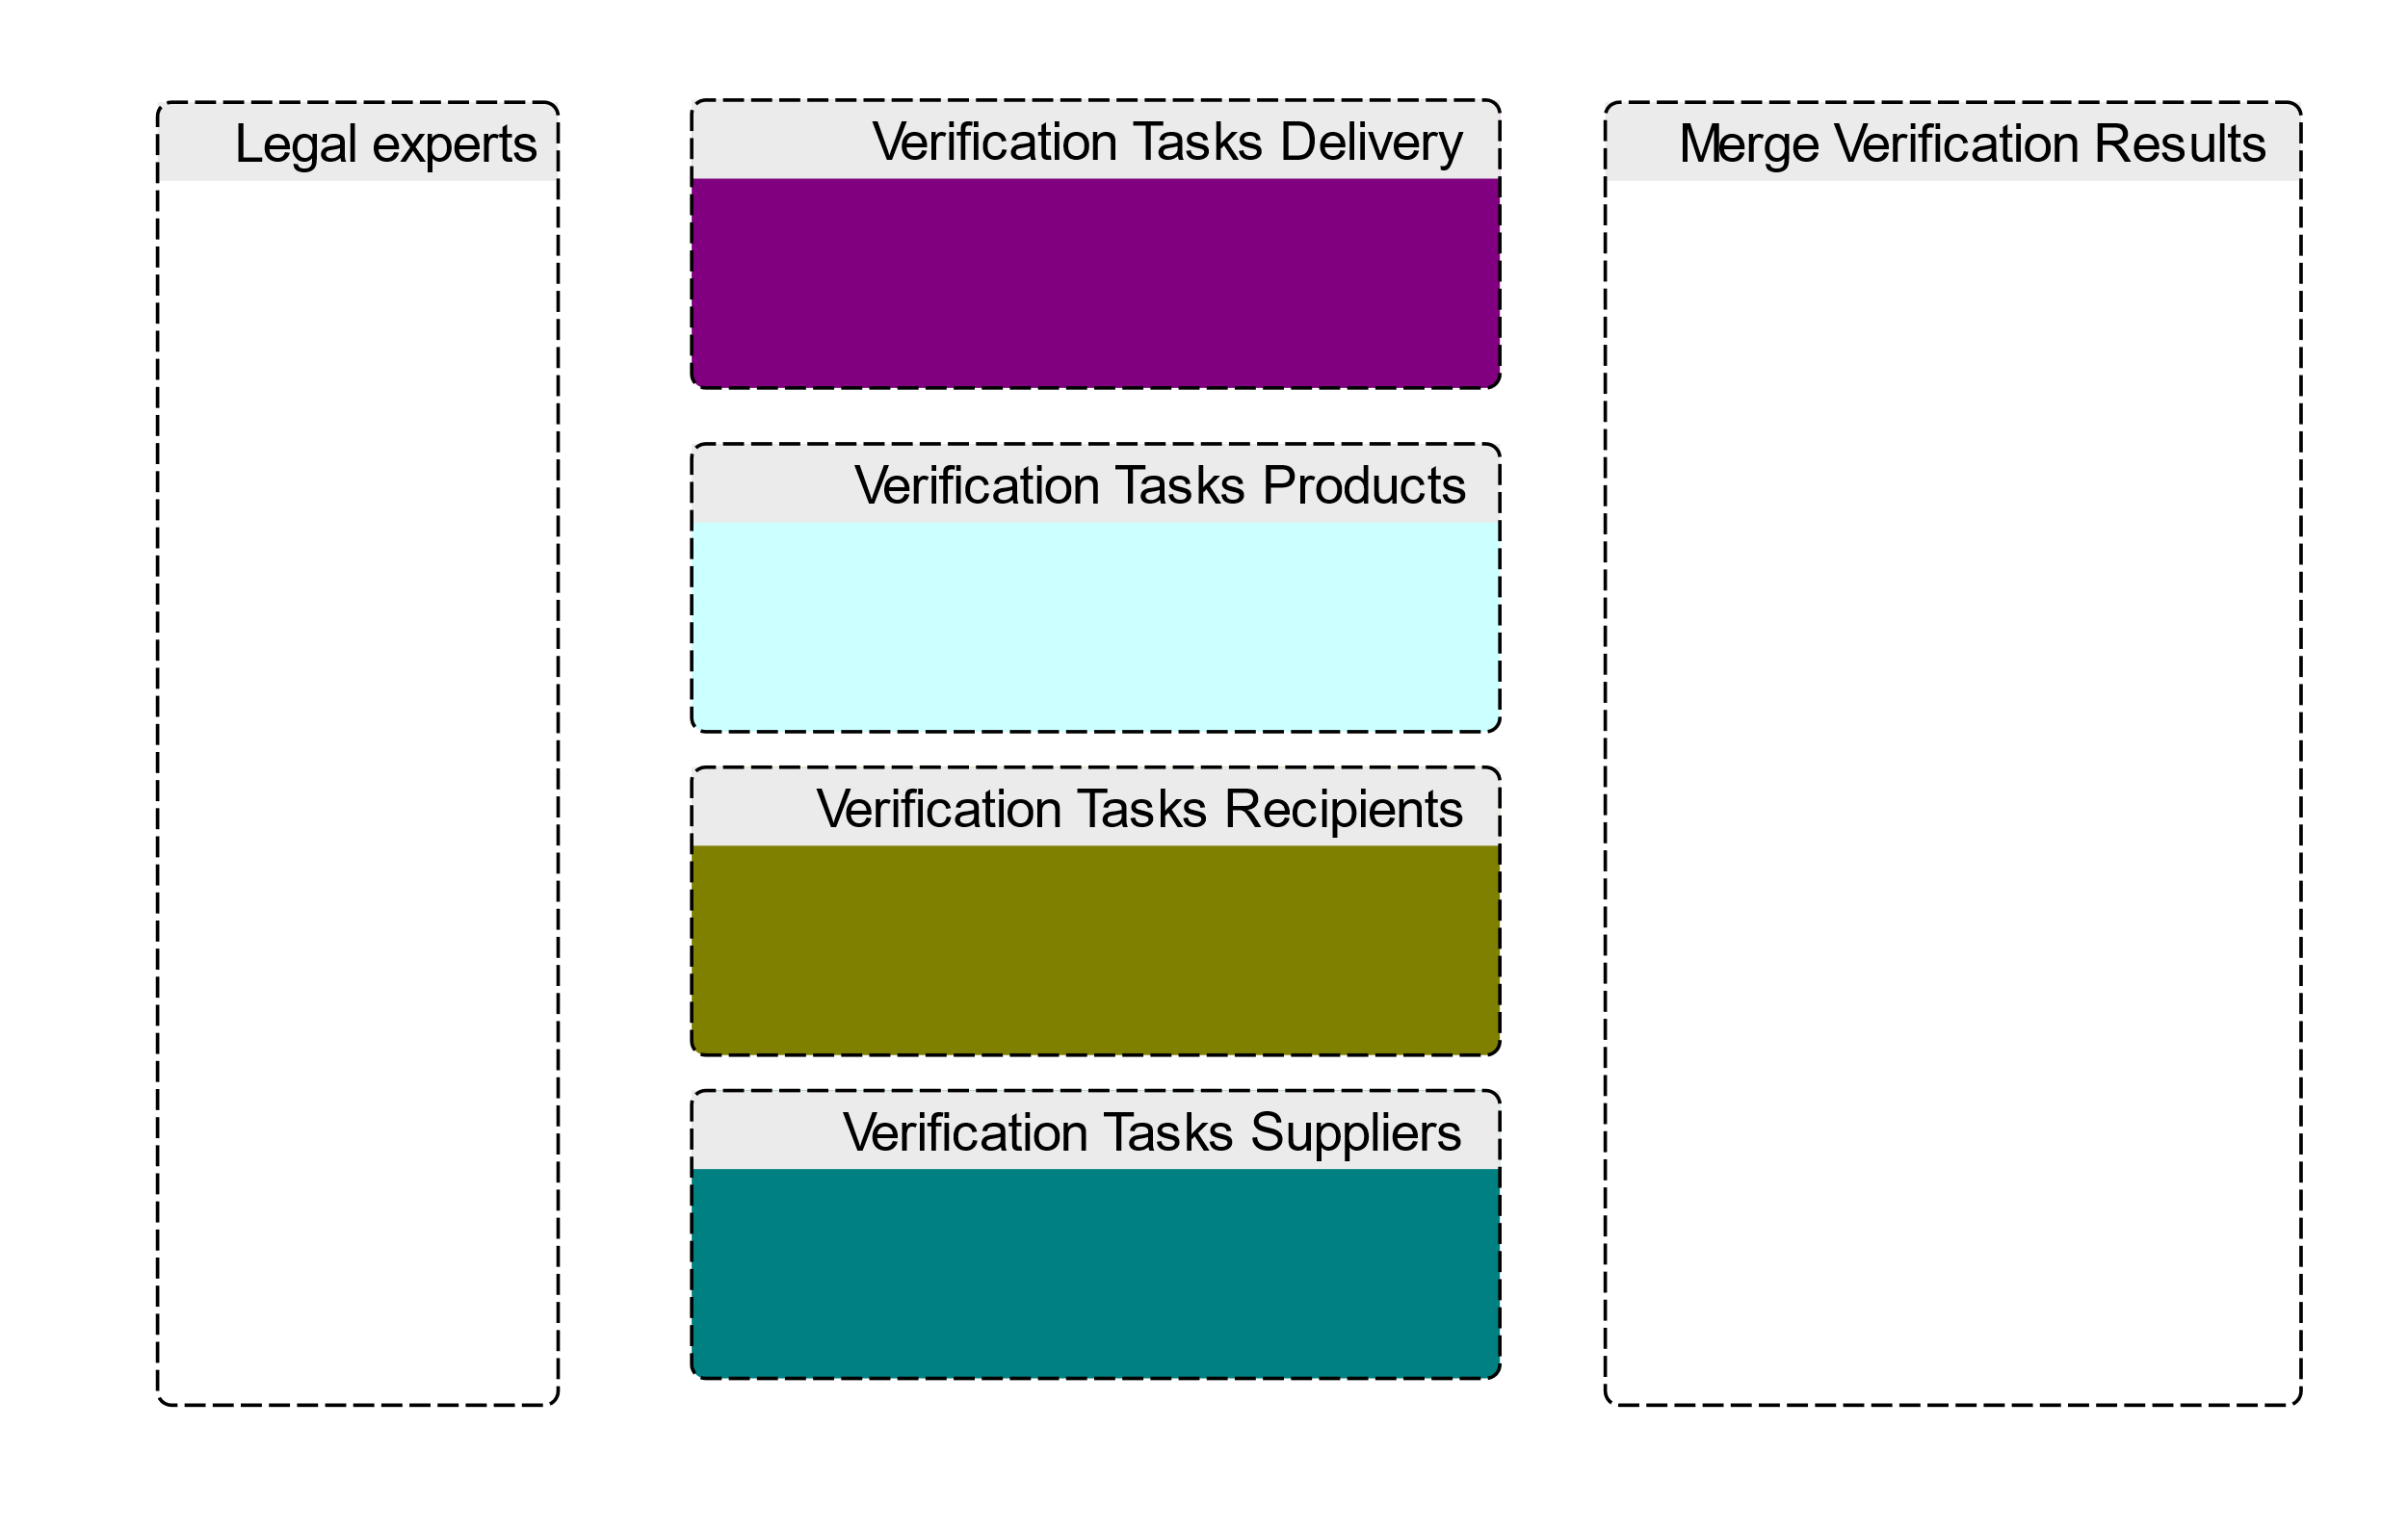 Legal experts
Verification Tasks Delivery
Verification Tasks Products
Verification Tasks Recipients
Verification Tasks Suppliers
Merge Verification Results